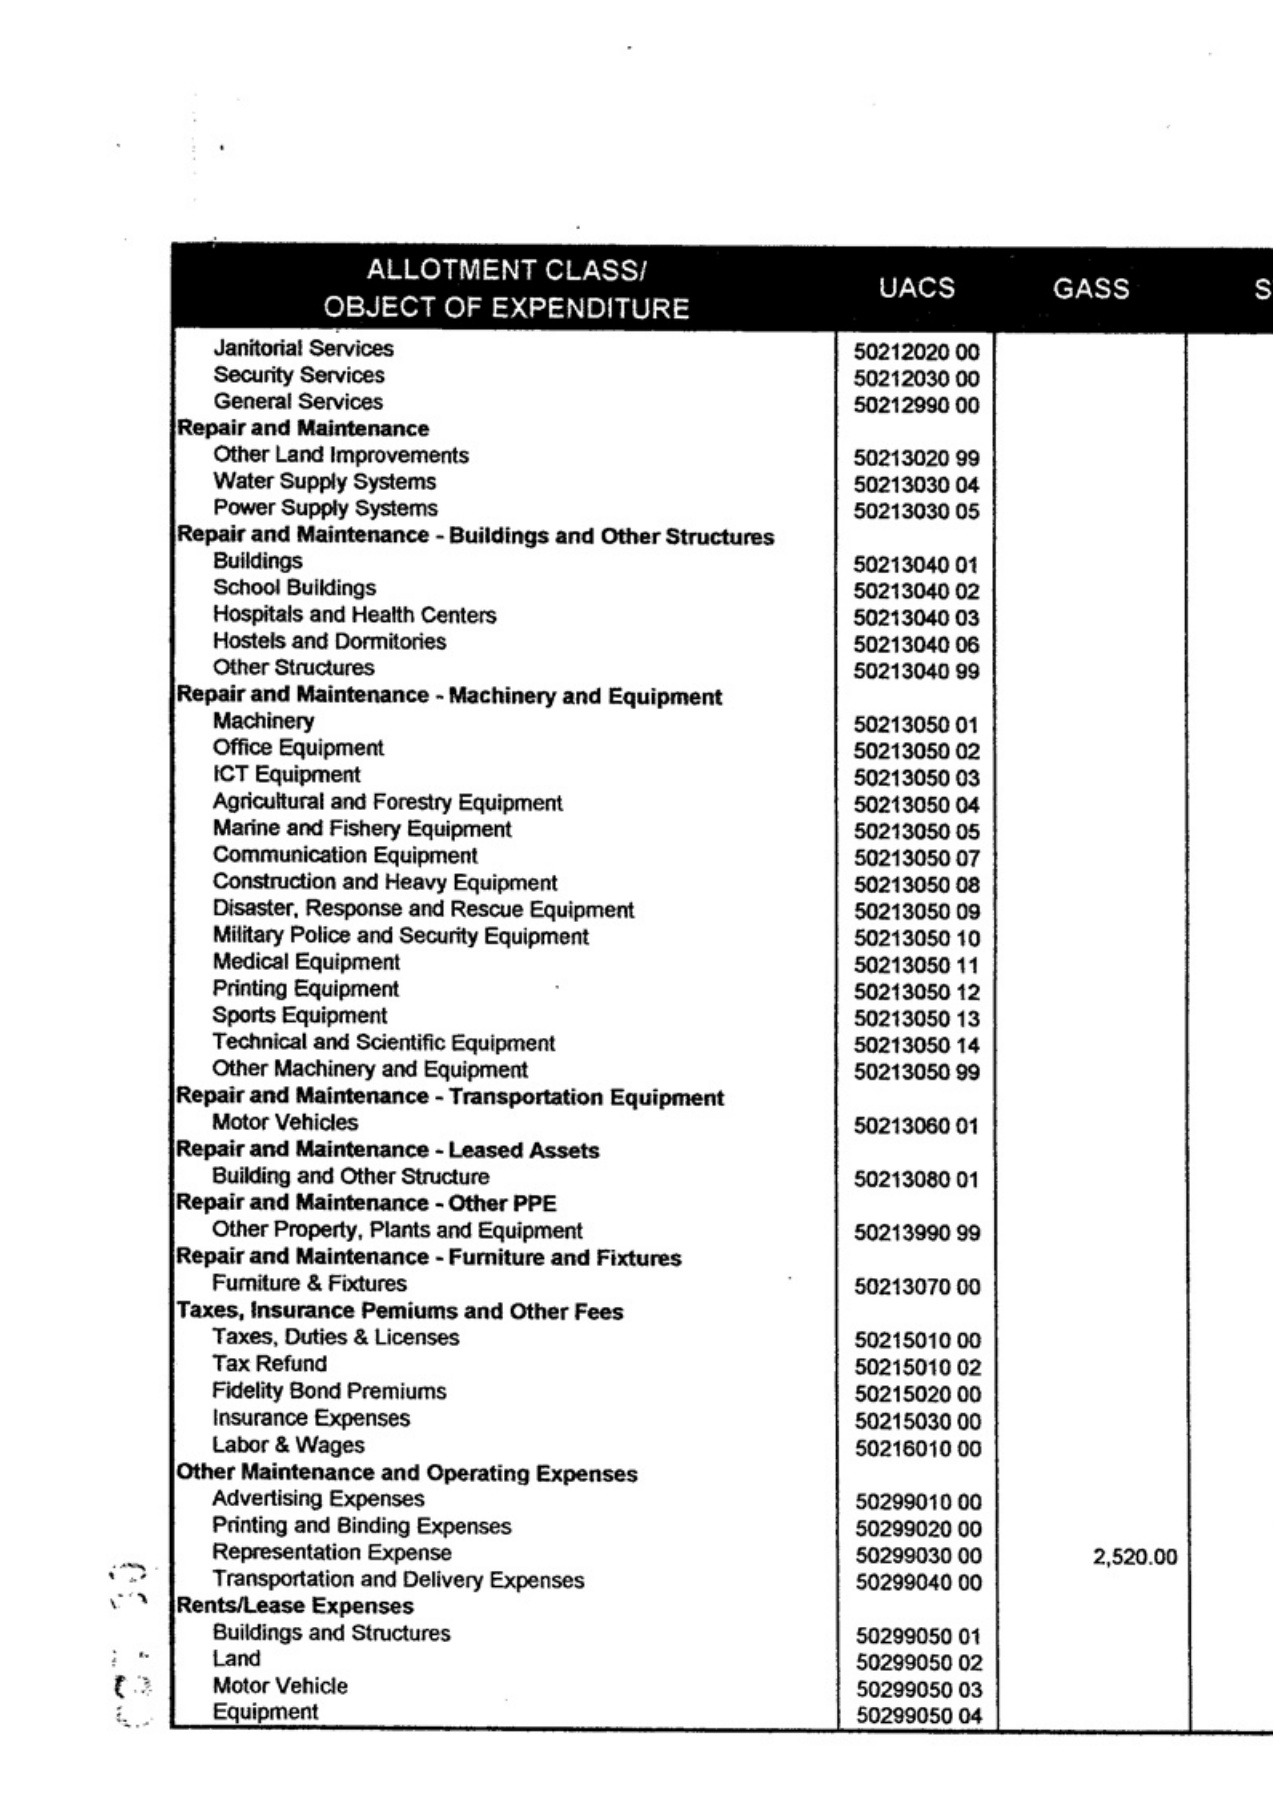 ALLOTMENT CLASS/
OBJECT OF EXPENDITURE UACS GASS S
Janitorial Services 50212020 00
Security Services 50212030 00
General Services 50212990 00
Repair and Maintenance
Other Land Improvements 50213020 99
Water Supply Systems 50213030 04
Power Supply Systems 50213030 05
Repair and Maintenance - Buildings and Other Structures
Buildings 50213040 01
School Buildings 50213040 02
Hospitals and Health Centers 50213040 03
Hostels and Dormitories 50213040 06
Other Structures 50213040 99
Repair and Maintenance - Machinery and Equipment
Machinery 50213050 01
Office Equipment 50213050 02
ICT Equipment 50213050 03
Agricultural and Forestry Equipment 50213050 04
Marine and Fishery Equipment 50213050 05
Communication Equipment 50213050 07
Construction and Heavy Equipment 50213050 08
Disaster, Response and Rescue Equipment 50213050 09
Military Police and Security Equipment 50213050 10
Medical Equipment 50213050 11
Printing Equipment 50213050 12
Sports Equipment 50213050 13
Technical and Scientific Equipment 50213050 14
Other Machinery and Equipment 50213050 99
Repair and Maintenance - Transportation Equipment
Motor Vehicles 50213060 01
Repair and Maintenance - Leased Assets
Building and Other Structure 50213080 01
Repair and Maintenance - Other PPE
Other Property, Plants and Equipment 50213990 99
Repair and Maintenance - Furniture and Fixtures
Furniture & Fixtures 50213070 00
Taxes, Insurance Pemiums and Other Fees
Taxes, Duties & Licenses 50215010 00
Tax Refund 50215010 02
Fidelity Bond Premiums 50215020 00
Insurance Expenses 50215030 00
Labor & Wages 50216010 00
Other Maintenance and Operating Expenses
Advertising Expenses 50299010 00
Printing and Binding Expenses 50299020 00
Representation Expense 50299030 00 2,520.00
Transportation and Delivery Expenses 50299040 00
Rents/Lease Expenses
Buildings and Structures 50299050 01
Land 50299050 02
Motor Vehicle 50299050 03
Equipment 50299050 04